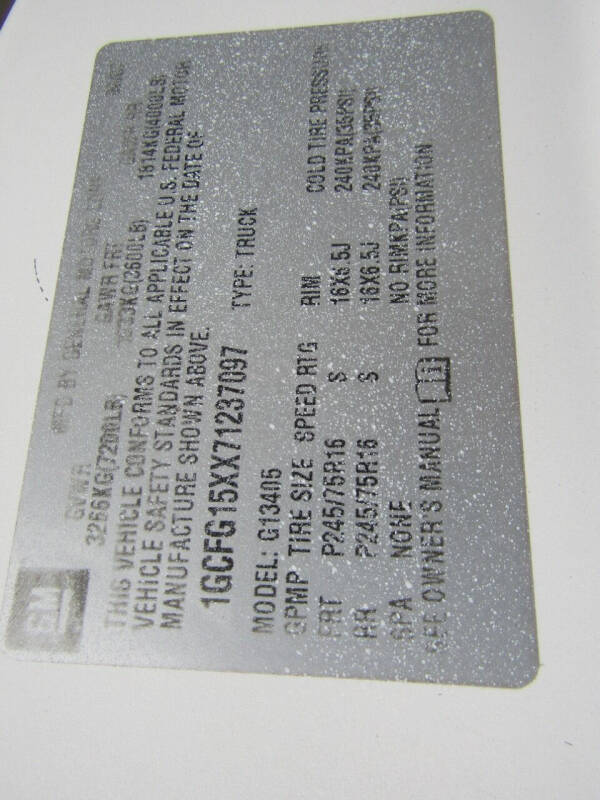 GM
MFD BY GENERAL MOTORS
GVWR GAWR FRT GAWR RR
3266KG(7200LB) 1633KG(3600LB) 1814KG(4000LB)
THIS VEHICLE CONFORMS TO ALL APPLICABLE U.S. FEDERAL MOTOR
VEHICLE SAFETY STANDARDS IN EFFECT ON THE DATE OF
MANUFACTURE SHOWN ABOVE.
1GCFG15XX71237097 TYPE: TRUCK
MODEL: G13405
GPMP TIRE SIZE SPEED RTG RIM COLD TIRE PRESSURE
FRT P245/75R16 S 16X6.5J 240KPA(35PSI)
RR P245/75R16 S 16X6.5J 240KPA(35PSI)
SPA NONE NO RIMKPA(PSI)
SEE OWNER'S MANUAL FOR MORE INFORMATION